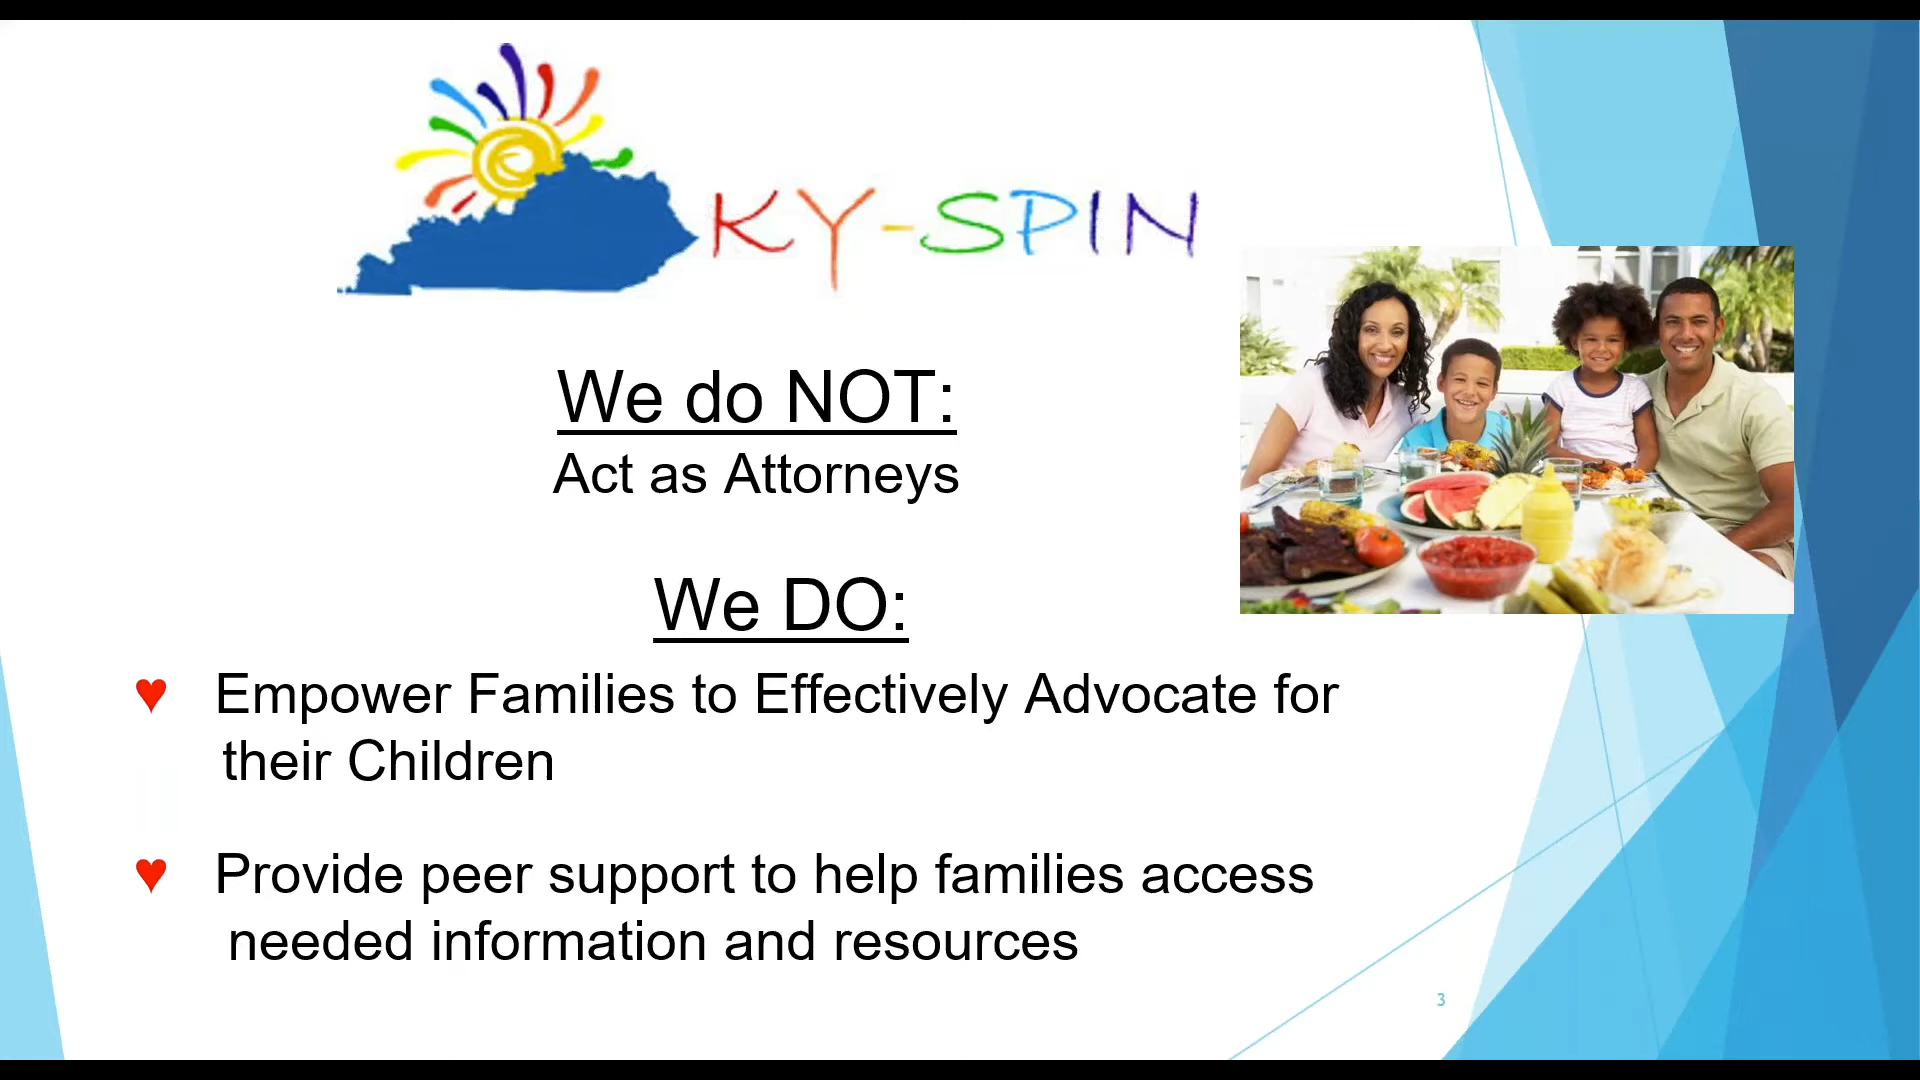 KY-SPIN
We do NOT:
Act as Attorneys
We DO:
♥ Empower Families to Effectively Advocate for
their Children
♥ Provide peer support to help families access
needed information and resources
3